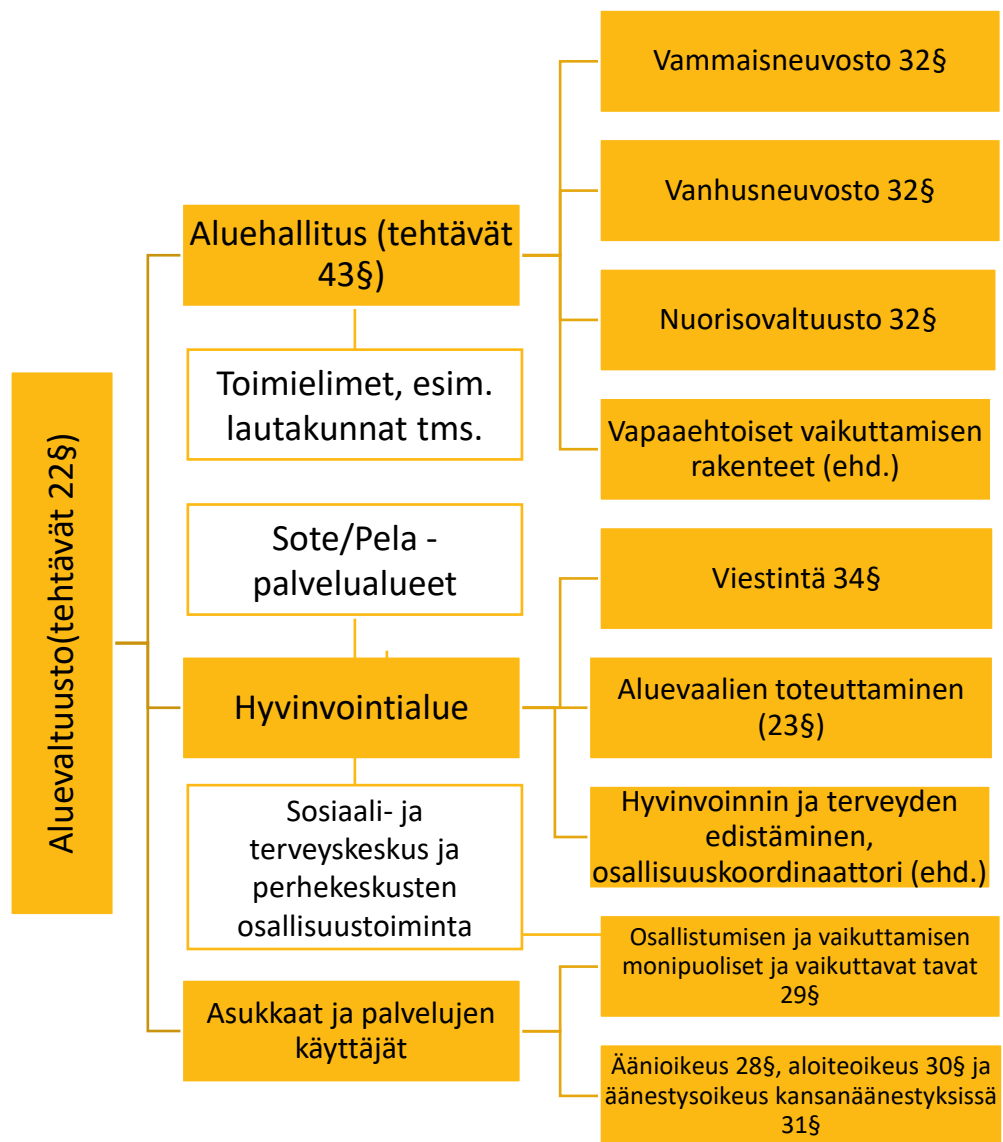 Aluevaltuusto(tehtävät 22§)
Aluehallitus (tehtävät
43§)
Toimielimet, esim.
lautakunnat tms.
Sote/Pela -
palvelualueet
Hyvinvointialue
Sosiaali- ja
terveyskeskus ja
perhekeskusten
osallisuustoiminta
Asukkaat ja palvelujen
käyttäjät
Vammaisneuvosto 32§
Vanhusneuvosto 32§
Nuorisovaltuusto 32§
Vapaaehtoiset vaikuttamisen
rakenteet (ehd.)
Viestintä 34§
Aluevaalien toteuttaminen
(23§)
Hyvinvoinnin ja terveyden
edistäminen,
osallisuuskoordinaattori (ehd.)
Osallistumisen ja vaikuttamisen
monipuoliset ja vaikuttavat tavat
29§
Äänioikeus 28§, aloiteoikeus 30§ ja
äänestysoikeus kansanäänestyksissä
31§